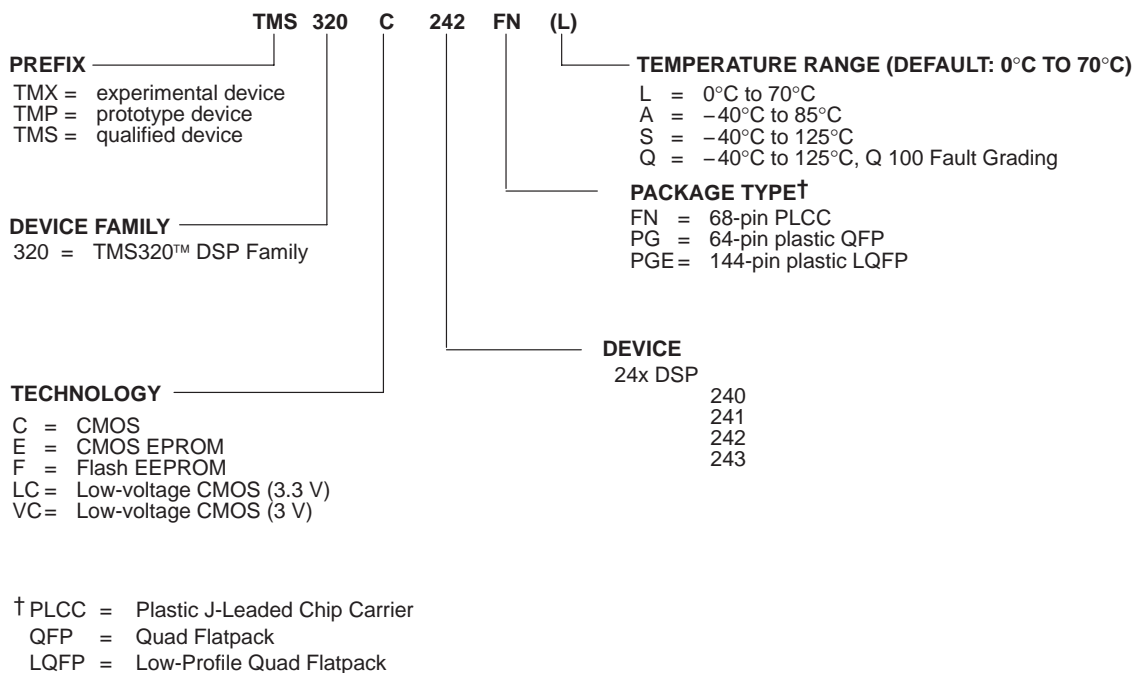 TMS 320 C 242 FN (L)
PREFIX
TMX = experimental device
TMP = prototype device
TMS = qualified device
TEMPERATURE RANGE (DEFAULT: 0°C TO 70°C)
L = 0°C to 70°C
A = –40°C to 85°C
S = –40°C to 125°C
Q = –40°C to 125°C, Q 100 Fault Grading
PACKAGE TYPE†
FN = 68-pin PLCC
PG = 64-pin plastic QFP
PGE = 144-pin plastic LQFP
DEVICE FAMILY
320 = TMS320™ DSP Family
DEVICE
24x DSP
240
241
242
243
TECHNOLOGY
C = CMOS
E = CMOS EPROM
F = Flash EEPROM
LC = Low-voltage CMOS (3.3 V)
VC = Low-voltage CMOS (3 V)
† PLCC = Plastic J-Leaded Chip Carrier
QFP = Quad Flatpack
LQFP = Low-Profile Quad Flatpack